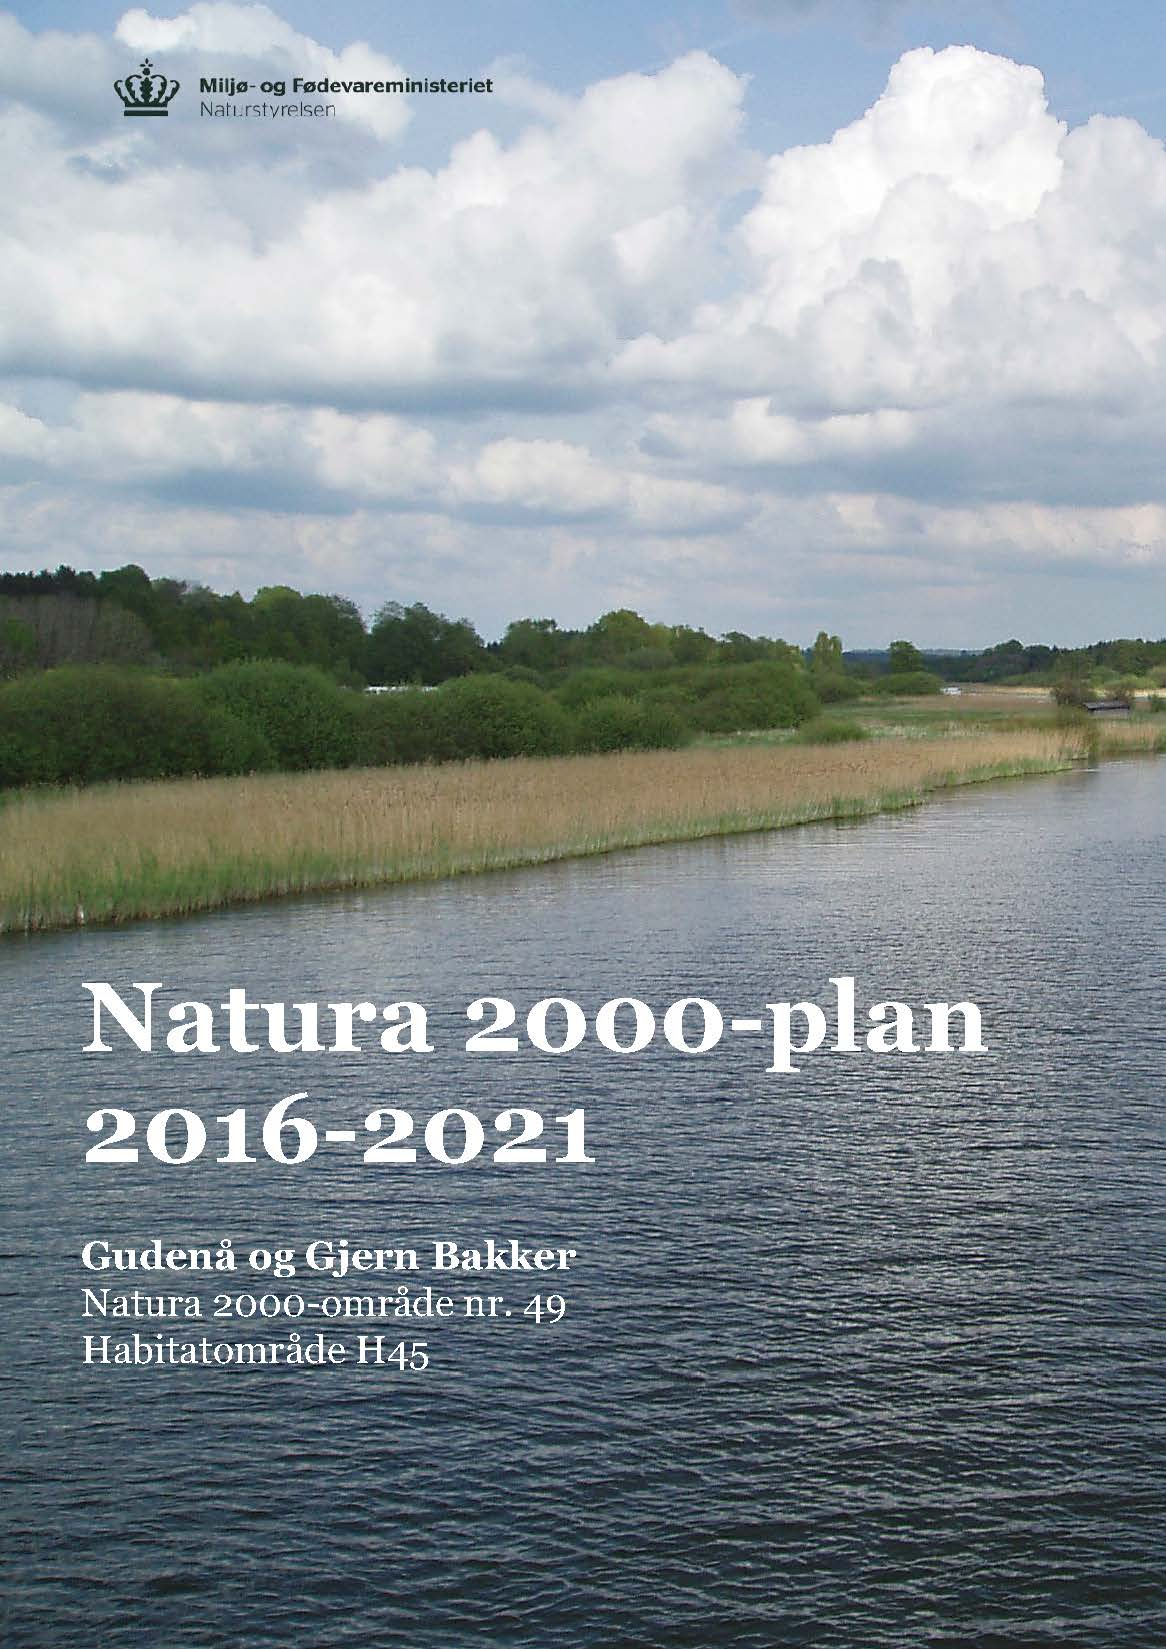 Miljø- og Fødevareministeriet
Naturstyrelsen
Natura 2000-plan
2016-2021
Gudenå og Gjern Bakker
Natura 2000-område nr. 49
Habitatområde H45